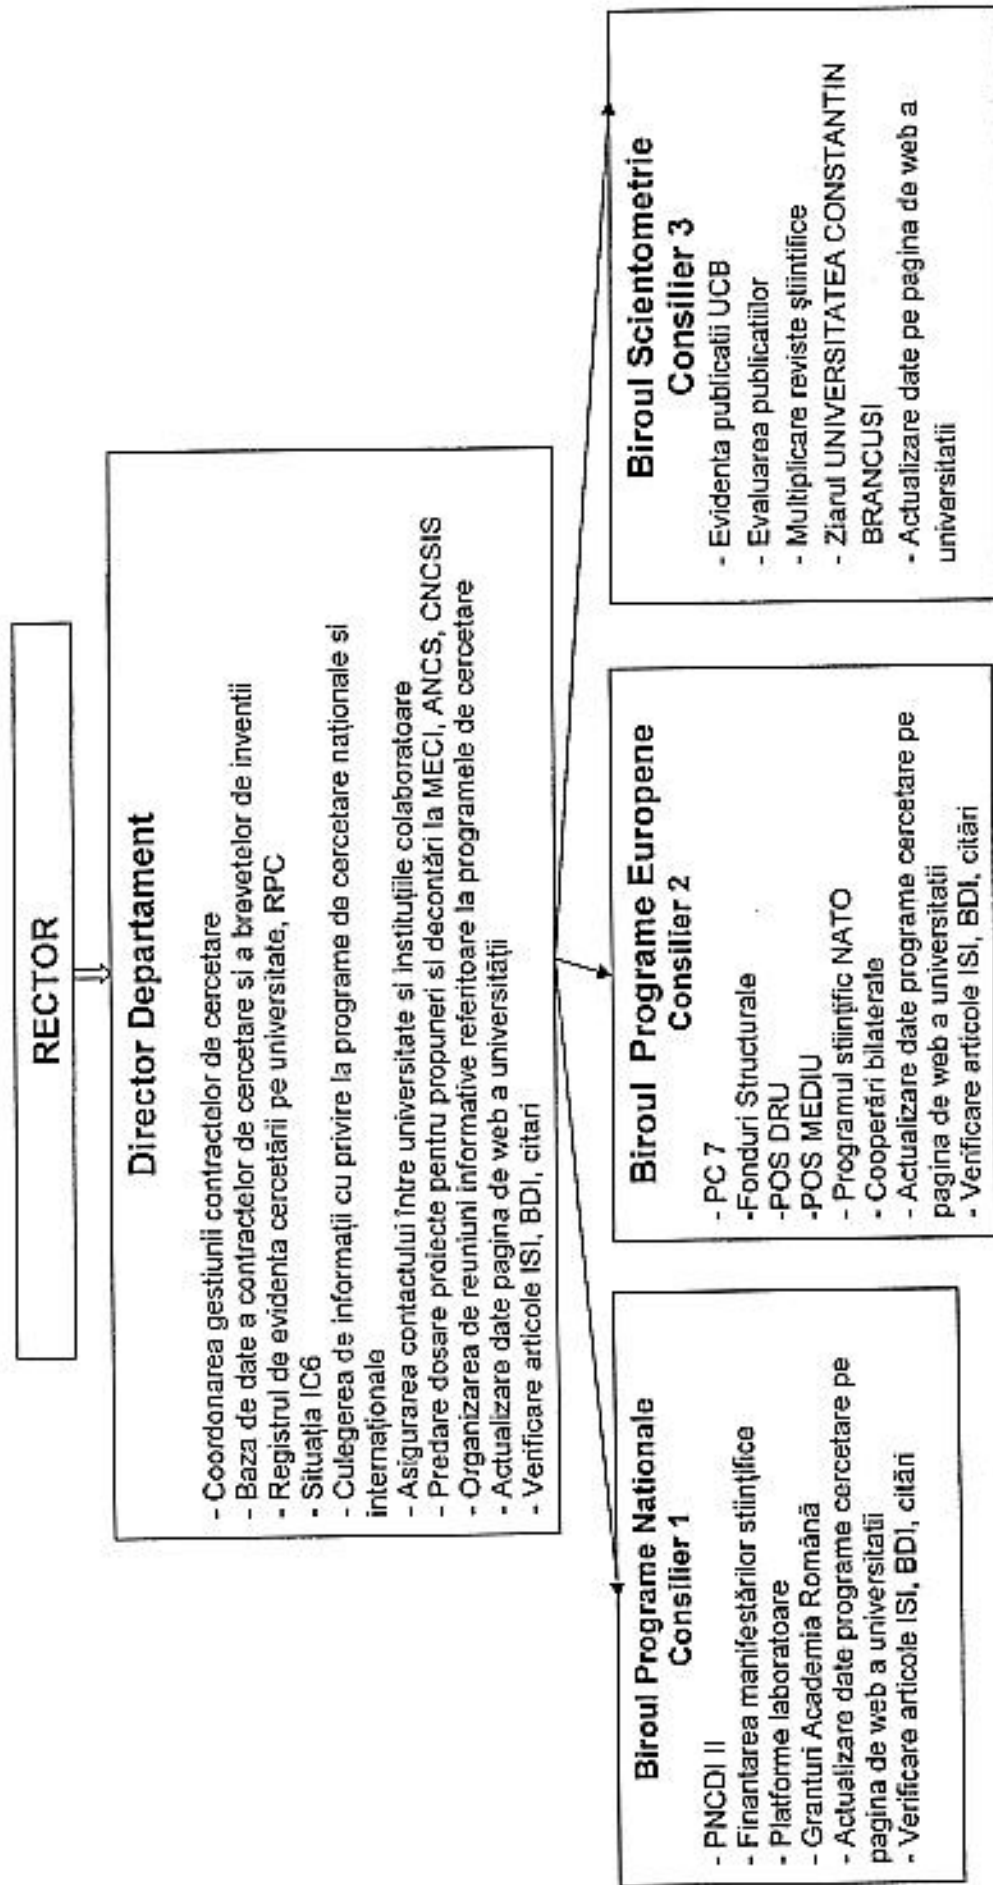 RECTOR
Director Departament
- Coordonarea gestiunii contractelor de cercetare
- Baza de date a contractelor de cercetare si a brevetelor de inventii
- Registrul de evidenta cercetării pe universitate, RPC
- Situația IC6
- Culegerea de informații cu privire la programe de cercetare naționale si
internaționale
- Asigurarea contactului între universitate si instituțiile colaboratoare
- Predare dosare proiecte pentru propuneri si decontări la MECI, ANCS, CNCSIS
- Organizarea de reuniuni informative referitoare la programele de cercetare
- Actualizare date pagina de web a universității
- Verificare articole ISI, BDI, citari
Biroul Programe Nationale
Consilier 1
- PNCDI II
- Finantarea manifestărilor stiințifice
- Platforme laboratoare
- Granturi Academia Română
- Actualizare date programe cercetare pe
pagina de web a universitatii
- Verificare articole ISI, BDI, citări
Biroul Programe Europene
Consilier 2
- PC 7
-Fonduri Structurale
-POS DRU
-POS MEDIU
- Programul stiințific NATO
- Cooperări bilaterale
- Actualizare date programe cercetare pe
pagina de web a universitatii
- Verificare articole ISI, BDI, citări
Biroul Scientometrie
Consilier 3
- Evidenta publicatii UCB
- Evaluarea publicatiilor
- Multiplicare reviste științifice
- Ziarul UNIVERSITATEA CONSTANTIN
BRANCUSI
- Actualizare date pe pagina de web a
universitatii